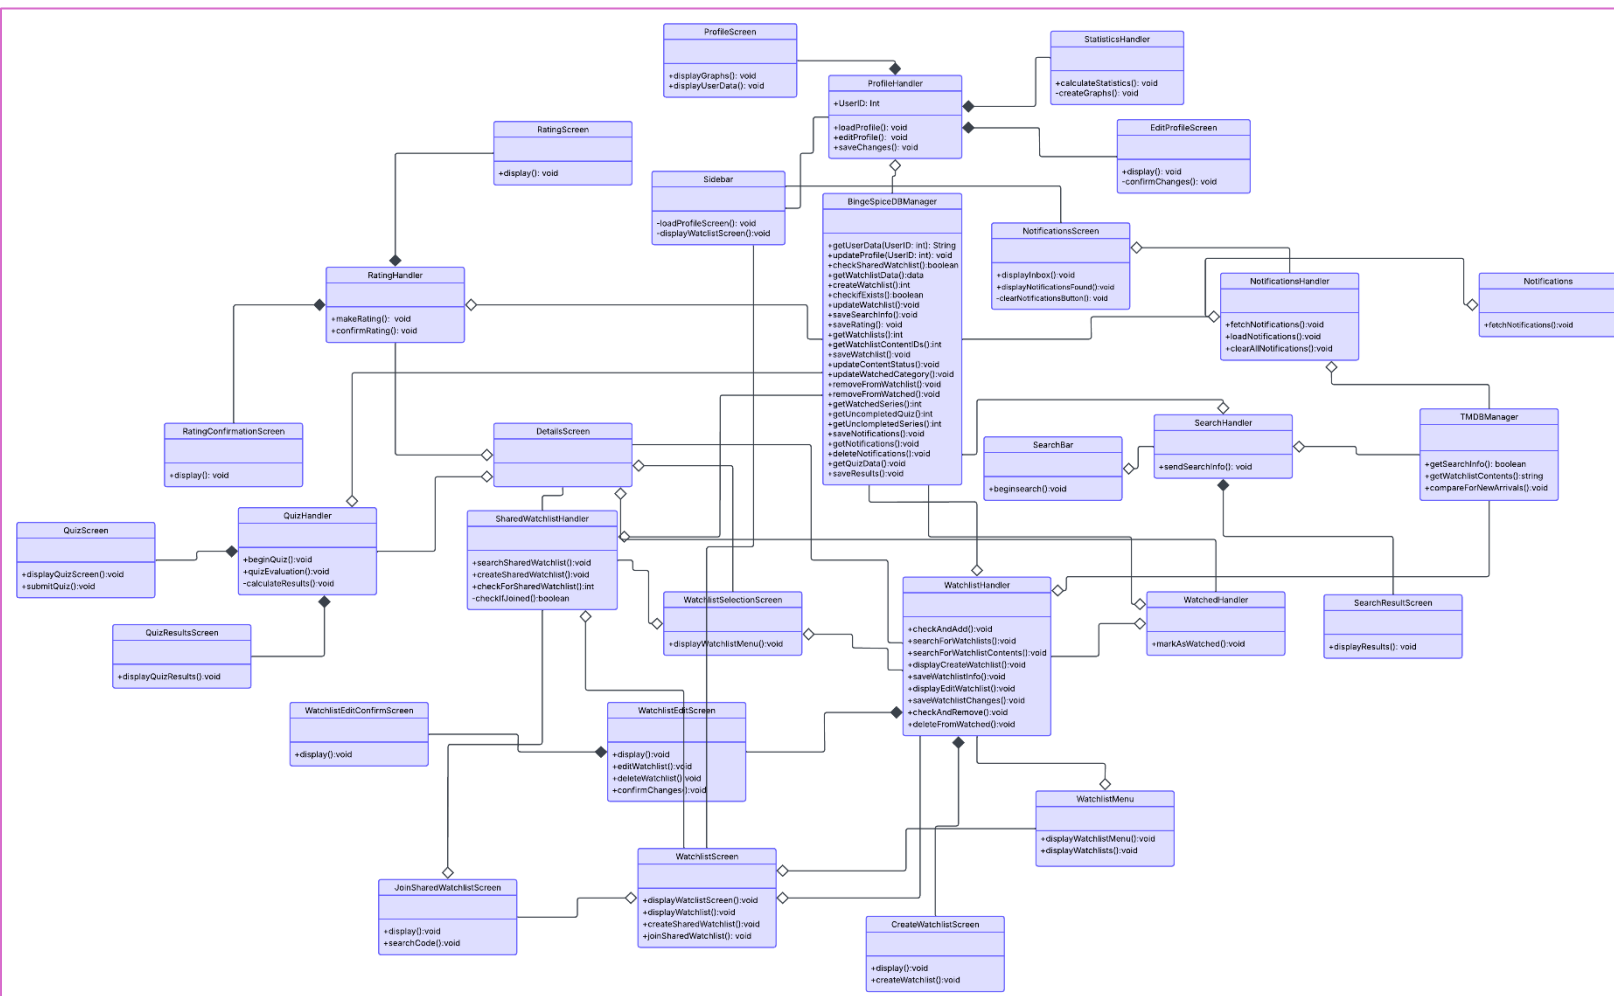 ProfileScreen
+displayGraphs(): void
+displayUserData(): void
StatisticsHandler
+calculateStatistics(): void
-createGraphs(): void
ProfileHandler
+UserID: Int
+loadProfile(): void
+editProfile(): void
+saveChanges(): void
RatingScreen
+display(): void
EditProfileScreen
+display(): void
-confirmChanges(): void
Sidebar
-loadProfileScreen(): void
-displayWatchlistScreen():void
BingeSpiceDBManager
+getUserData(UserID: int): String
+updateProfile(UserID: int): void
+checkSharedWatchlist():boolean
+getWatchlistData():data
+createWatchlist():int
+checkifExists():boolean
+updateWatchlist():void
+saveSearchInfo():void
+saveRating(): void
+getWatchlists():int
+getWatchlistContentIDs():int
+saveWatchlist():void
+updateContentStatus():void
+updateWatchedCategory():void
+removeFromWatchlist():void
+removeFromWatched():void
+getWatchedSeries():int
+getUncompletedQuiz():int
+getUnclompletedSeries():int
+saveNotifications():void
+getNotifications():void
+deleteNotifications():void
+getQuizData():void
+saveResults():void
NotificationsScreen
+displayInbox():void
+displayNotificationsFound():void
-clearNotificationsButton(): void
NotificationsHandler
+fetchNotifications():void
+loadNotifications():void
+clearAllNotifications():void
Notifications
+fetchNotifications():void
RatingHandler
+makeRating(): void
+confirmRating(): void
RatingConfirmationScreen
+display(): void
DetailsScreen
SearchBar
+beginsearch():void
SearchHandler
+sendSearchInfo(): void
TMDBManager
+getSearchInfo(): boolean
+getWatchlistContents():string
+compareForNewArrivals():void
QuizScreen
+displayQuizScreen():void
+submitQuiz():void
QuizHandler
+beginQuiz():void
+quizEvaluation():void
-calculateResults():void
SharedWatchlistHandler
+searchSharedWatchlist():void
+createSharedWatchlist():void
+checkForSharedWatchlist():int
-checkIfJoined():boolean
WatchlistSelectionScreen
+displayWatchlistMenu():void
WatchlistHandler
+checkAndAdd():void
+searchForWatchlists():void
+searchForWatchlistContents():void
+displayCreateWatchlist():void
+saveWatchlistInfo():void
+displayEditWatchlist():void
+saveWatchlistChanges():void
+checkAndRemove():void
+deleteFromWatched():void
WatchedHandler
+markAsWatched():void
SearchResultScreen
+displayResults(): void
QuizResultsScreen
+displayQuizResults().void
WatchlistEditConfirmScreen
+display():void
WatchlistEditScreen
+display():void
+editWatchlist():void
+deleteWatchlist():void
+confirmChanges():void
WatchlistMenu
+displayWatchlistMenu():void
+displayWatchlists():void
WatchlistScreen
+displayWatclistScreen():void
+displayWatchlist():void
+createSharedWatchlist():void
+joinSharedWatchlist(): void
JoinSharedWatchlistScreen
+display():void
+searchCode():void
CreateWatchlistScreen
+display():void
+createWatchlist():void